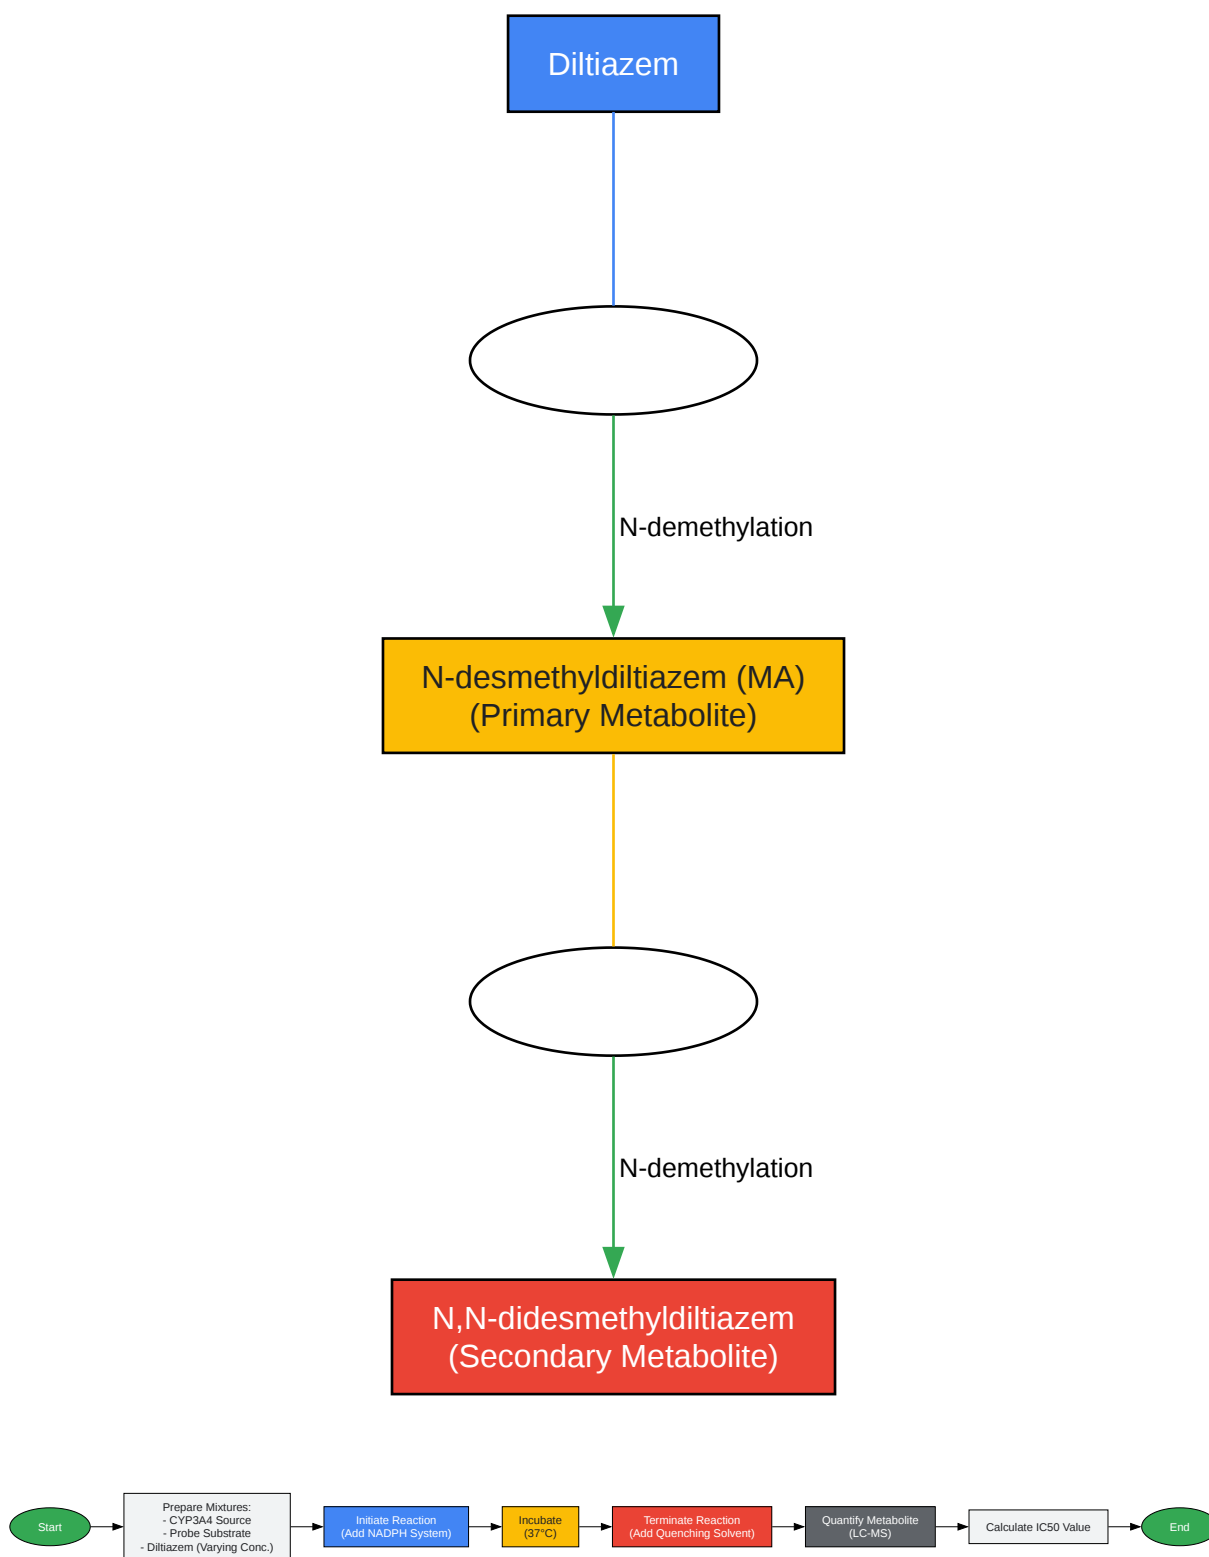 Diltiazem
N-demethylation
N-desmethyldiltiazem (MA)
(Primary Metabolite)
N-demethylation
N,N-didesmethyldiltiazem
(Secondary Metabolite)
Start
Prepare Mixtures:
- CYP3A4 Source
- Probe Substrate
- Diltiazem (Varying Conc.)
Initiate Reaction
(Add NADPH System)
Incubate
(37°C)
Terminate Reaction
(Add Quenching Solvent)
Quantify Metabolite
(LC-MS)
Calculate IC50 Value
End